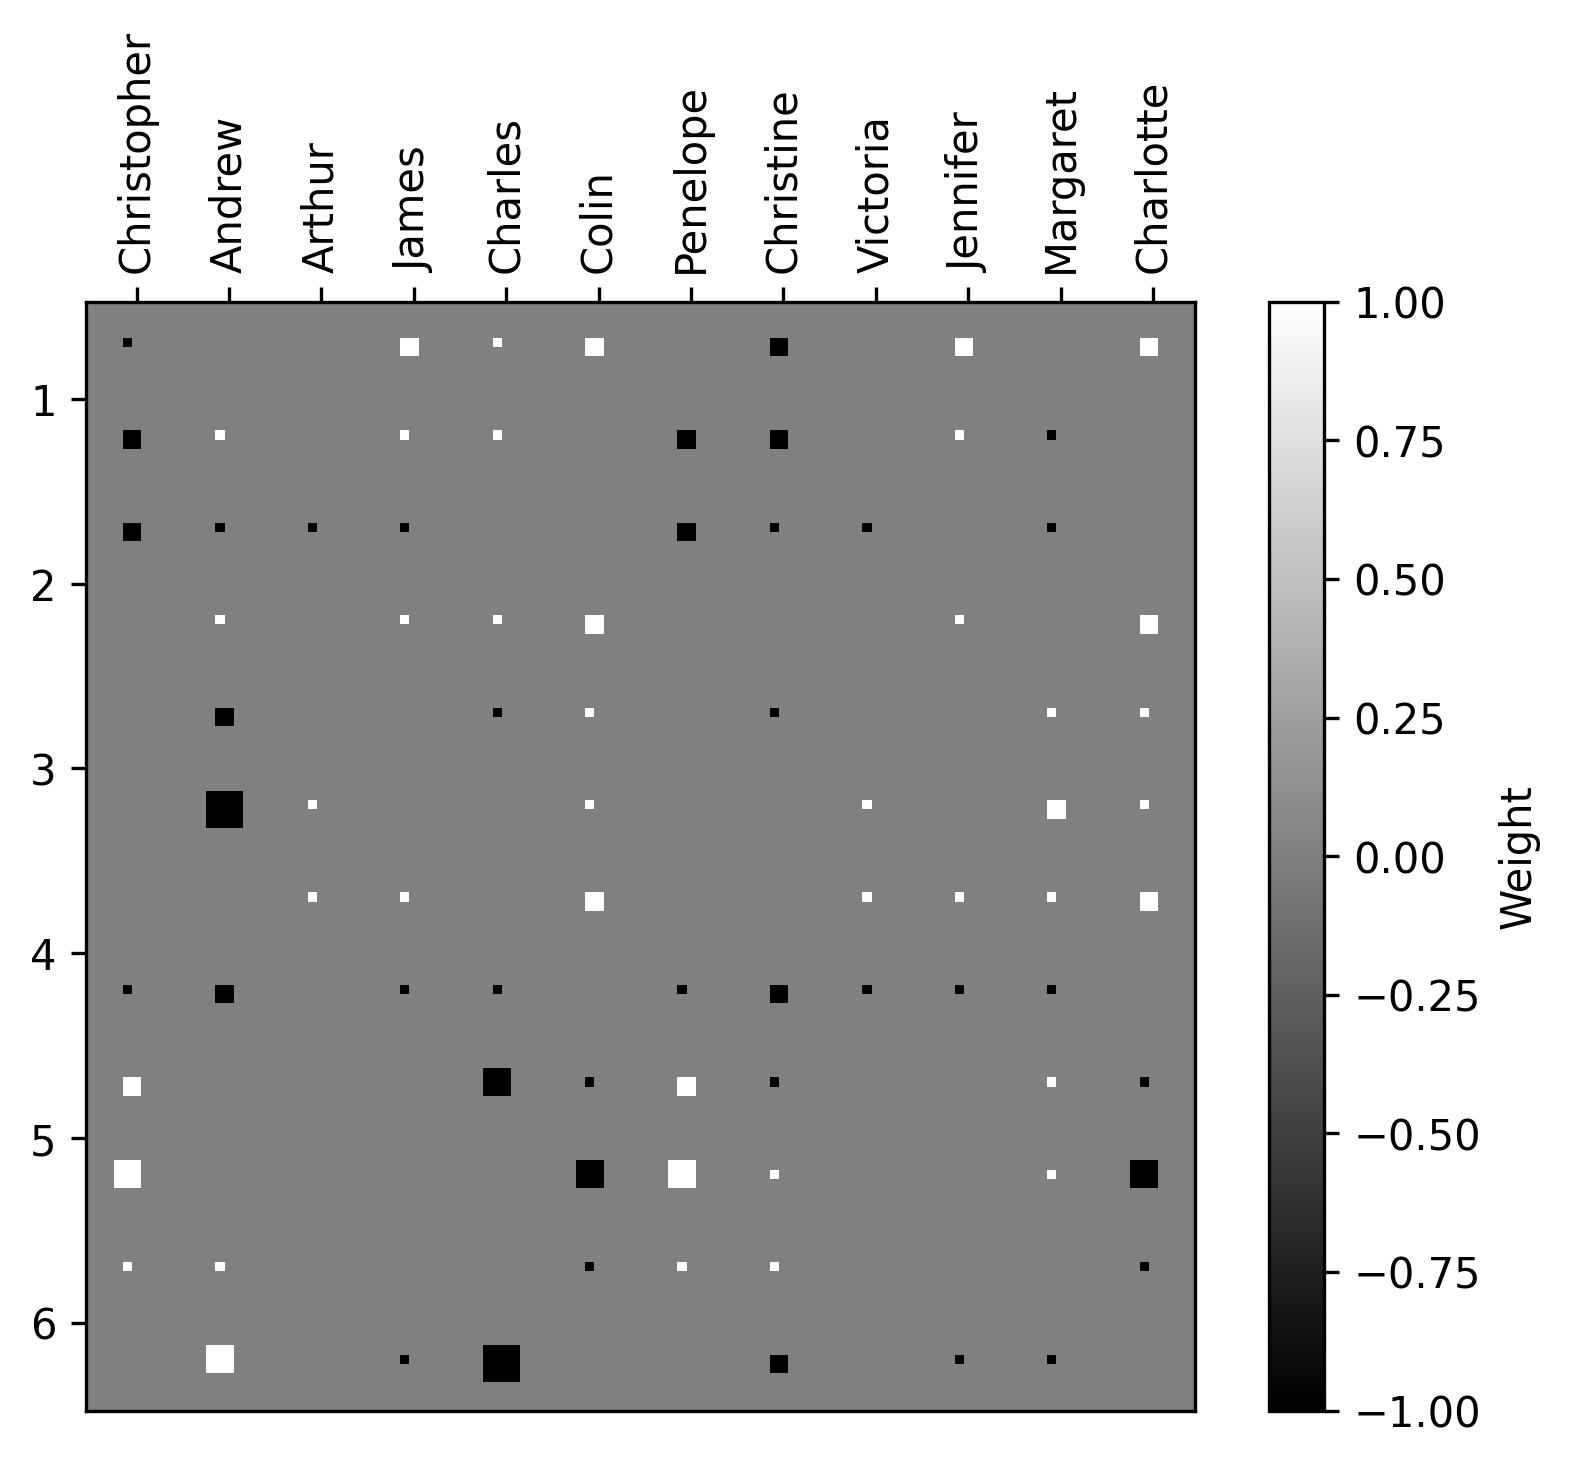 Christopher
Andrew
Arthur
James
Charles
Colin
Penelope
Christine
Victoria
Jennifer
Margaret
Charlotte
1
2
3
4
5
6
1.00
0.75
0.50
0.25
0.00
−0.25
−0.50
−0.75
−1.00
Weight